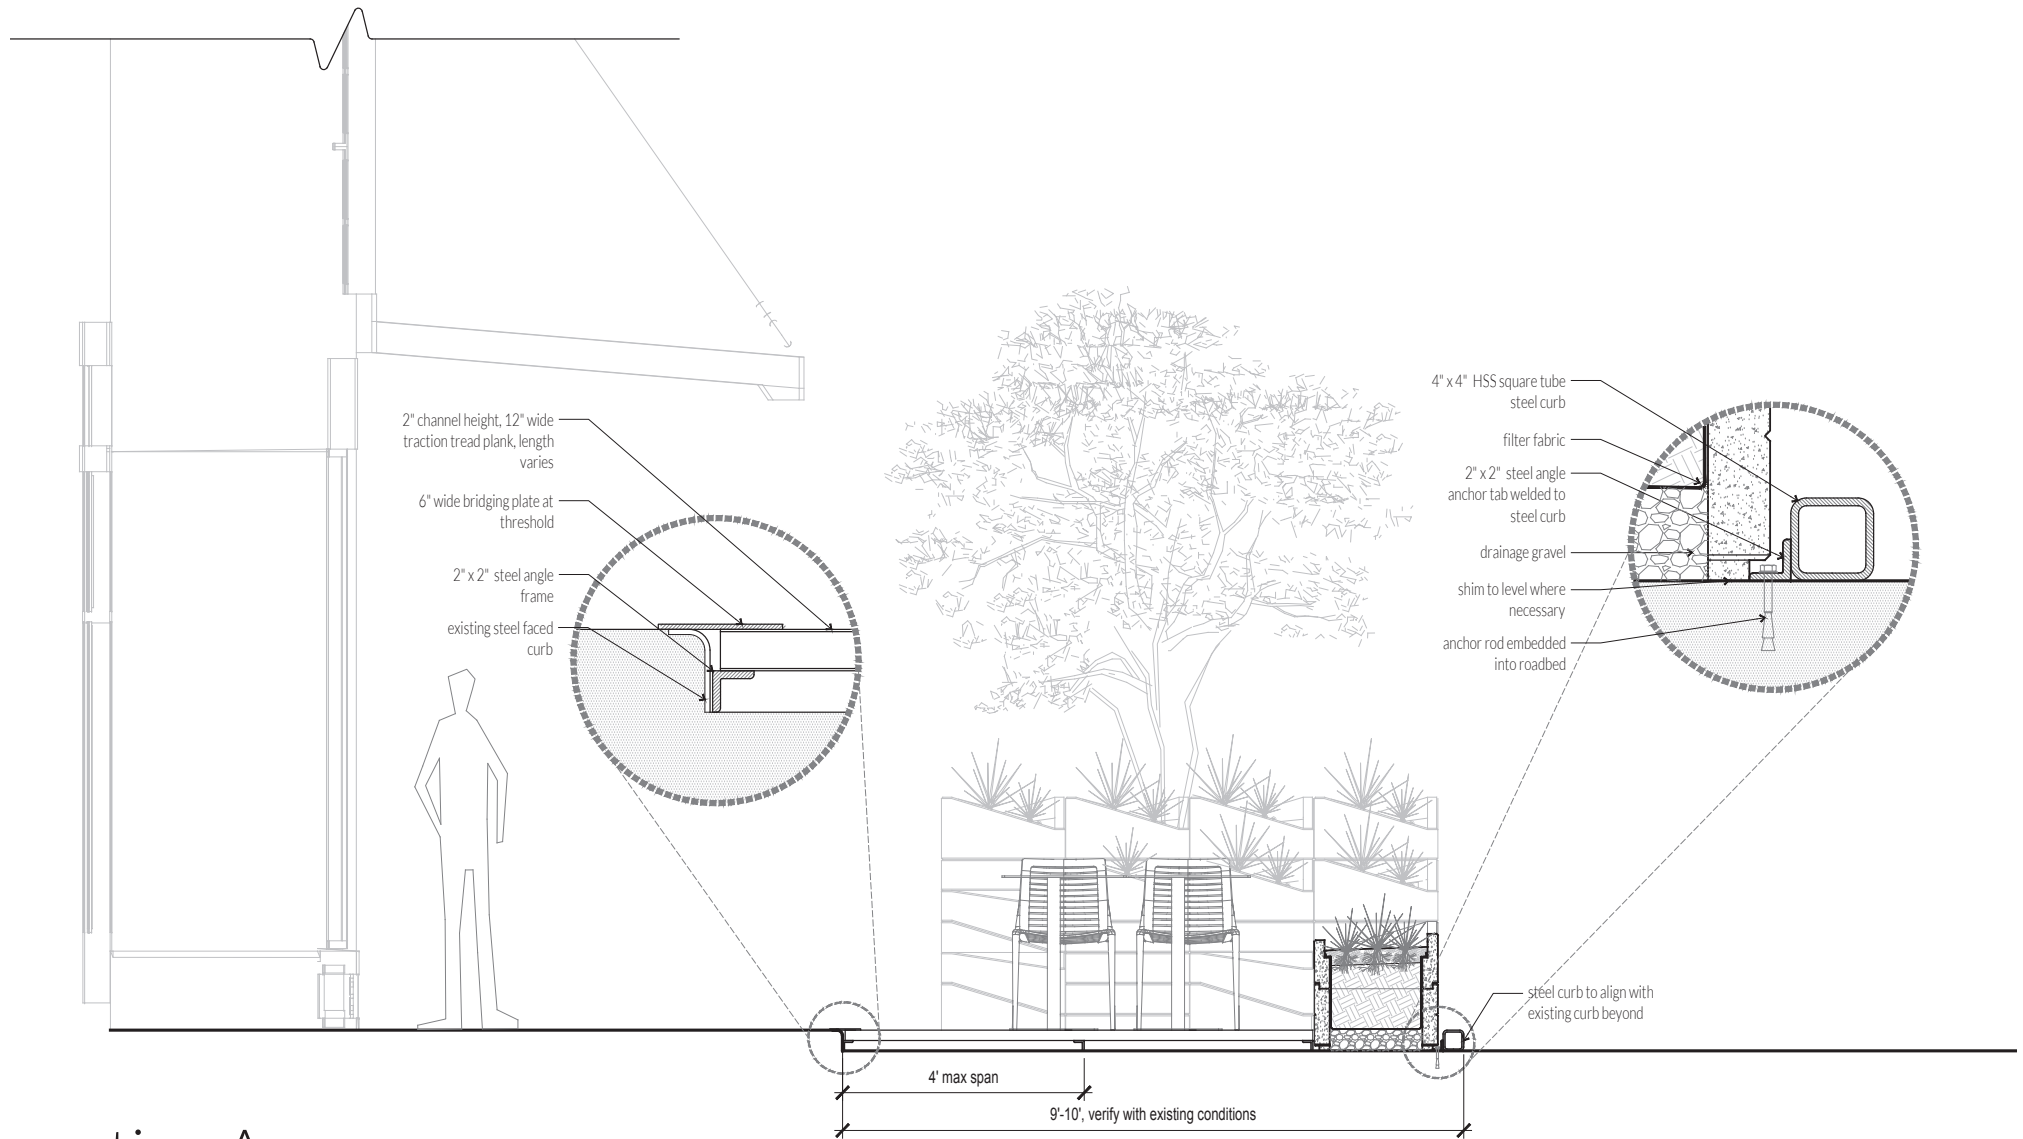 2" channel height, 12" wide
traction tread plank, length
varies
6" wide bridging plate at
threshold
2" x 2" steel angle
frame
existing steel faced
curb
4" x 4" HSS square tube
steel curb
filter fabric
2" x 2" steel angle
anchor tab welded to
steel curb
drainage gravel
shim to level where
necessary
anchor rod embedded
into roadbed
steel curb to align with
existing curb beyond
4' max span
9'-10', verify with existing conditions